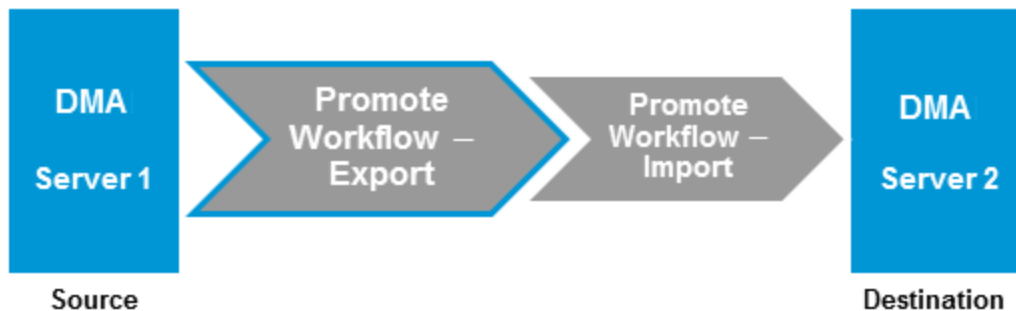 DMA
Server 1
Source
Promote
Workflow —
Export
Promote
Workflow —
Import
DMA
Server 2
Destination